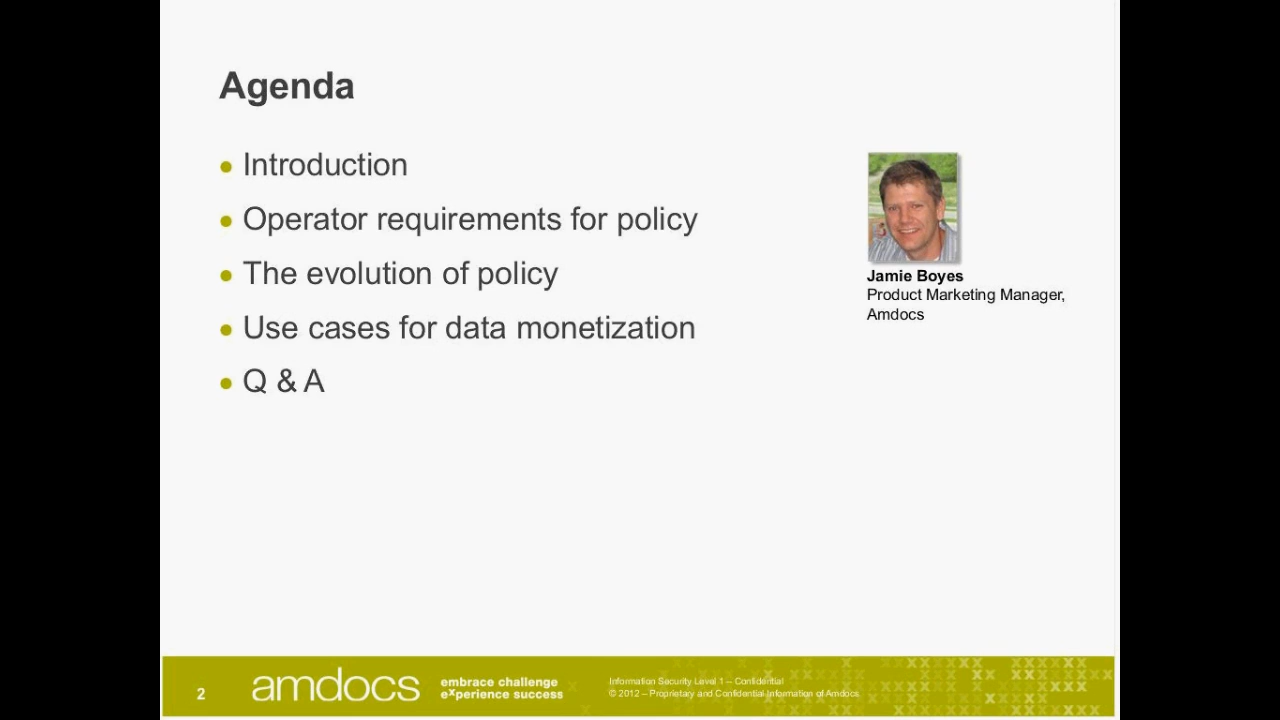 Agenda
Introduction
Operator requirements for policy
The evolution of policy
Use cases for data monetization
Q & A
Jamie Boyes
Product Marketing Manager,
Amdocs
2
amdocs
embrace challenge
experience success
Information Security Level 1 – Confidential
© 2012 – Proprietary and Confidential Information of Amdocs